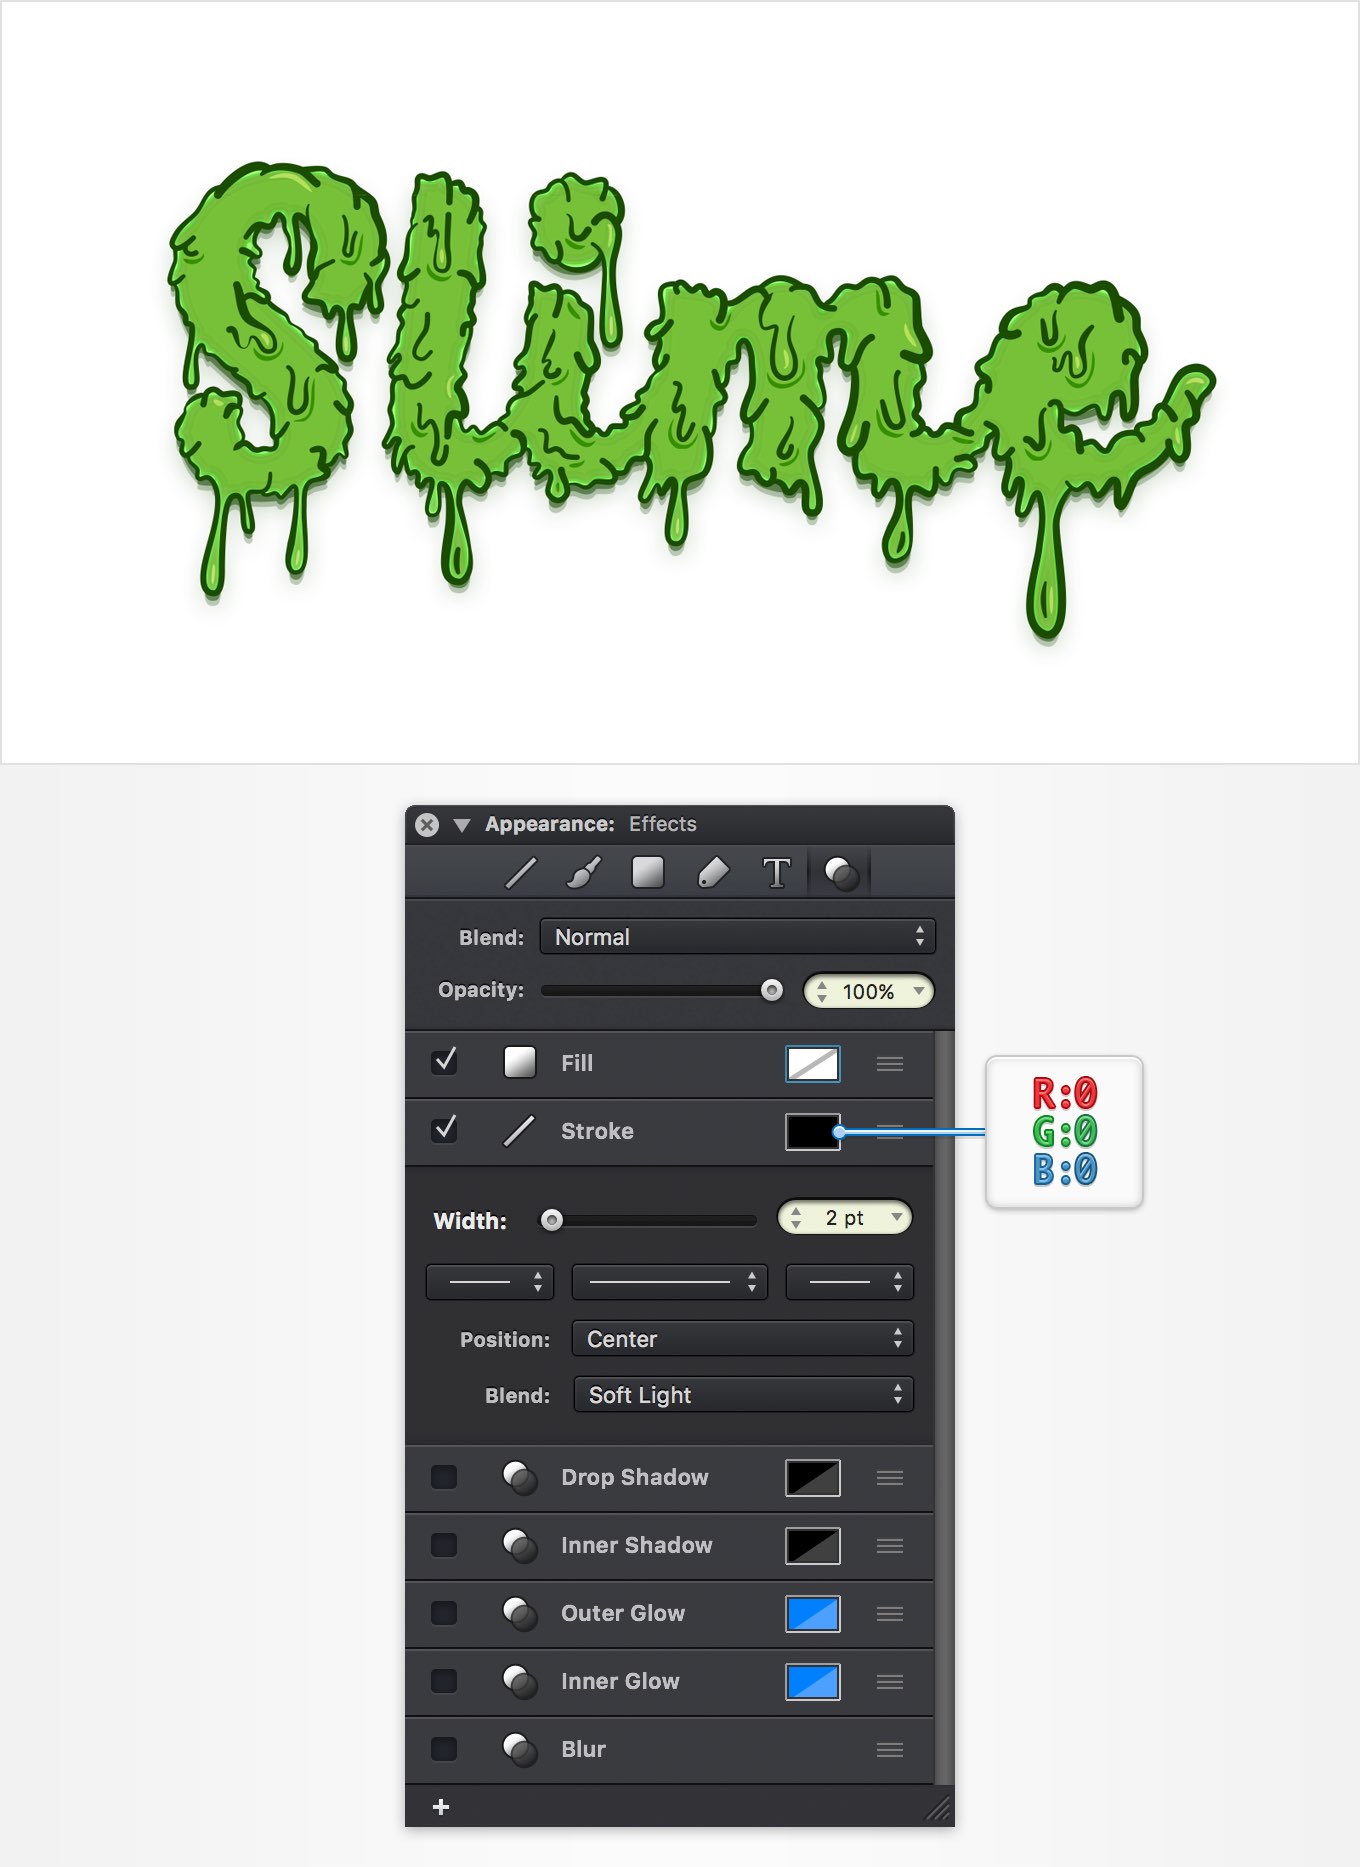 Slime
Appearance: Effects
T
Blend: Normal
Opacity: 100%
Fill
Stroke
R:0
G:0
B:0
Width: 2 pt
Position: Center
Blend: Soft Light
Drop Shadow
Inner Shadow
Outer Glow
Inner Glow
Blur